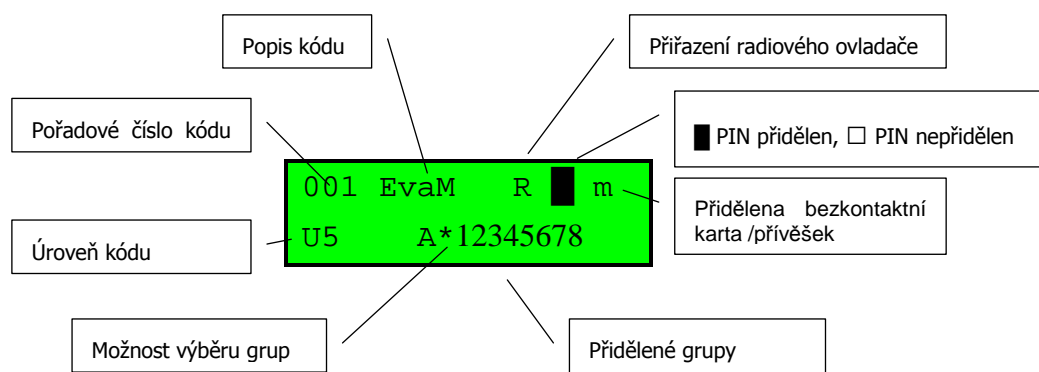 Popis kódu
Přiřazení radiového ovladače
Pořadové číslo kódu
█ PIN přidělen, □ PIN nepřidělen
001 EvaM R █ m
Přidělena bezkontaktní
karta /přívěšek
Úroveň kódu
U5 A*12345678
Možnost výběru grup
Přidělené grupy